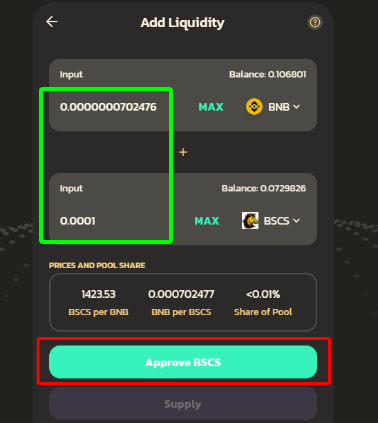 Add Liquidity
Input Balance: 0.106801
0.0000000702476 MAX BNB
+
Input Balance: 0.0729826
0.0001 MAX BSCS
PRICES AND POOL SHARE
1423.53 0.000702477 <0.01%
BSCS per BNB BNB per BSCS Share of Pool
Approve BSCS
Supply